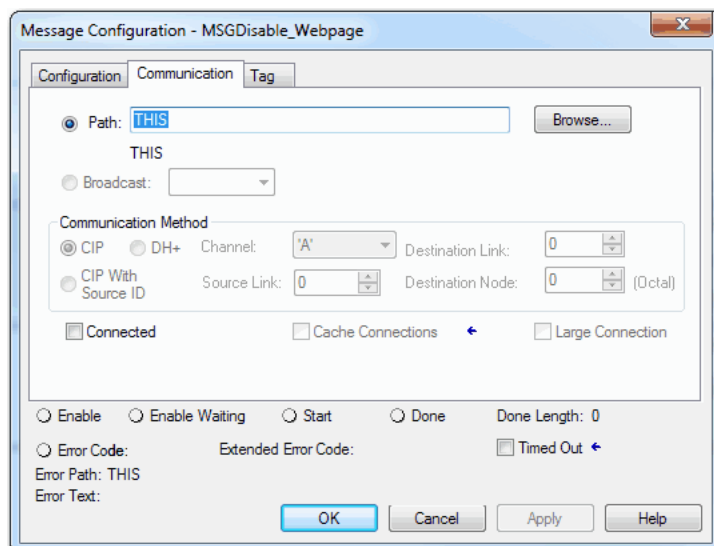 Message Configuration - MSGDisable_Webpage
Configuration Communication Tag
Path: THIS Browse...
THIS
Broadcast:
Communication Method
CIP DH+ Channel: 'A' Destination Link: 0
CIP With Source ID Source Link: 0 Destination Node: 0 (Octal)
Connected Cache Connections Large Connection
Enable Enable Waiting Start Done Done Length: 0
Error Code: Extended Error Code: Timed Out
Error Path: THIS
Error Text:
OK Cancel Apply Help